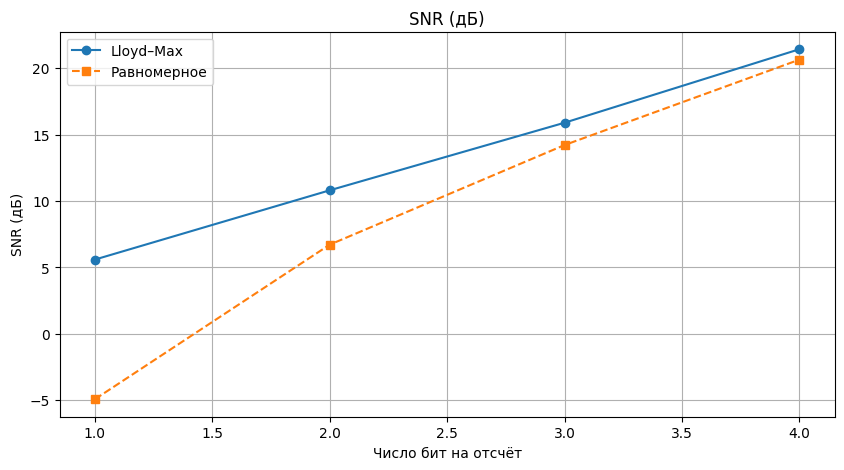 SNR (дБ)
Lloyd–Max
Равномерное
SNR (дБ)
20
15
10
5
0
−5
1.0 1.5 2.0 2.5 3.0 3.5 4.0
Число бит на отсчёт